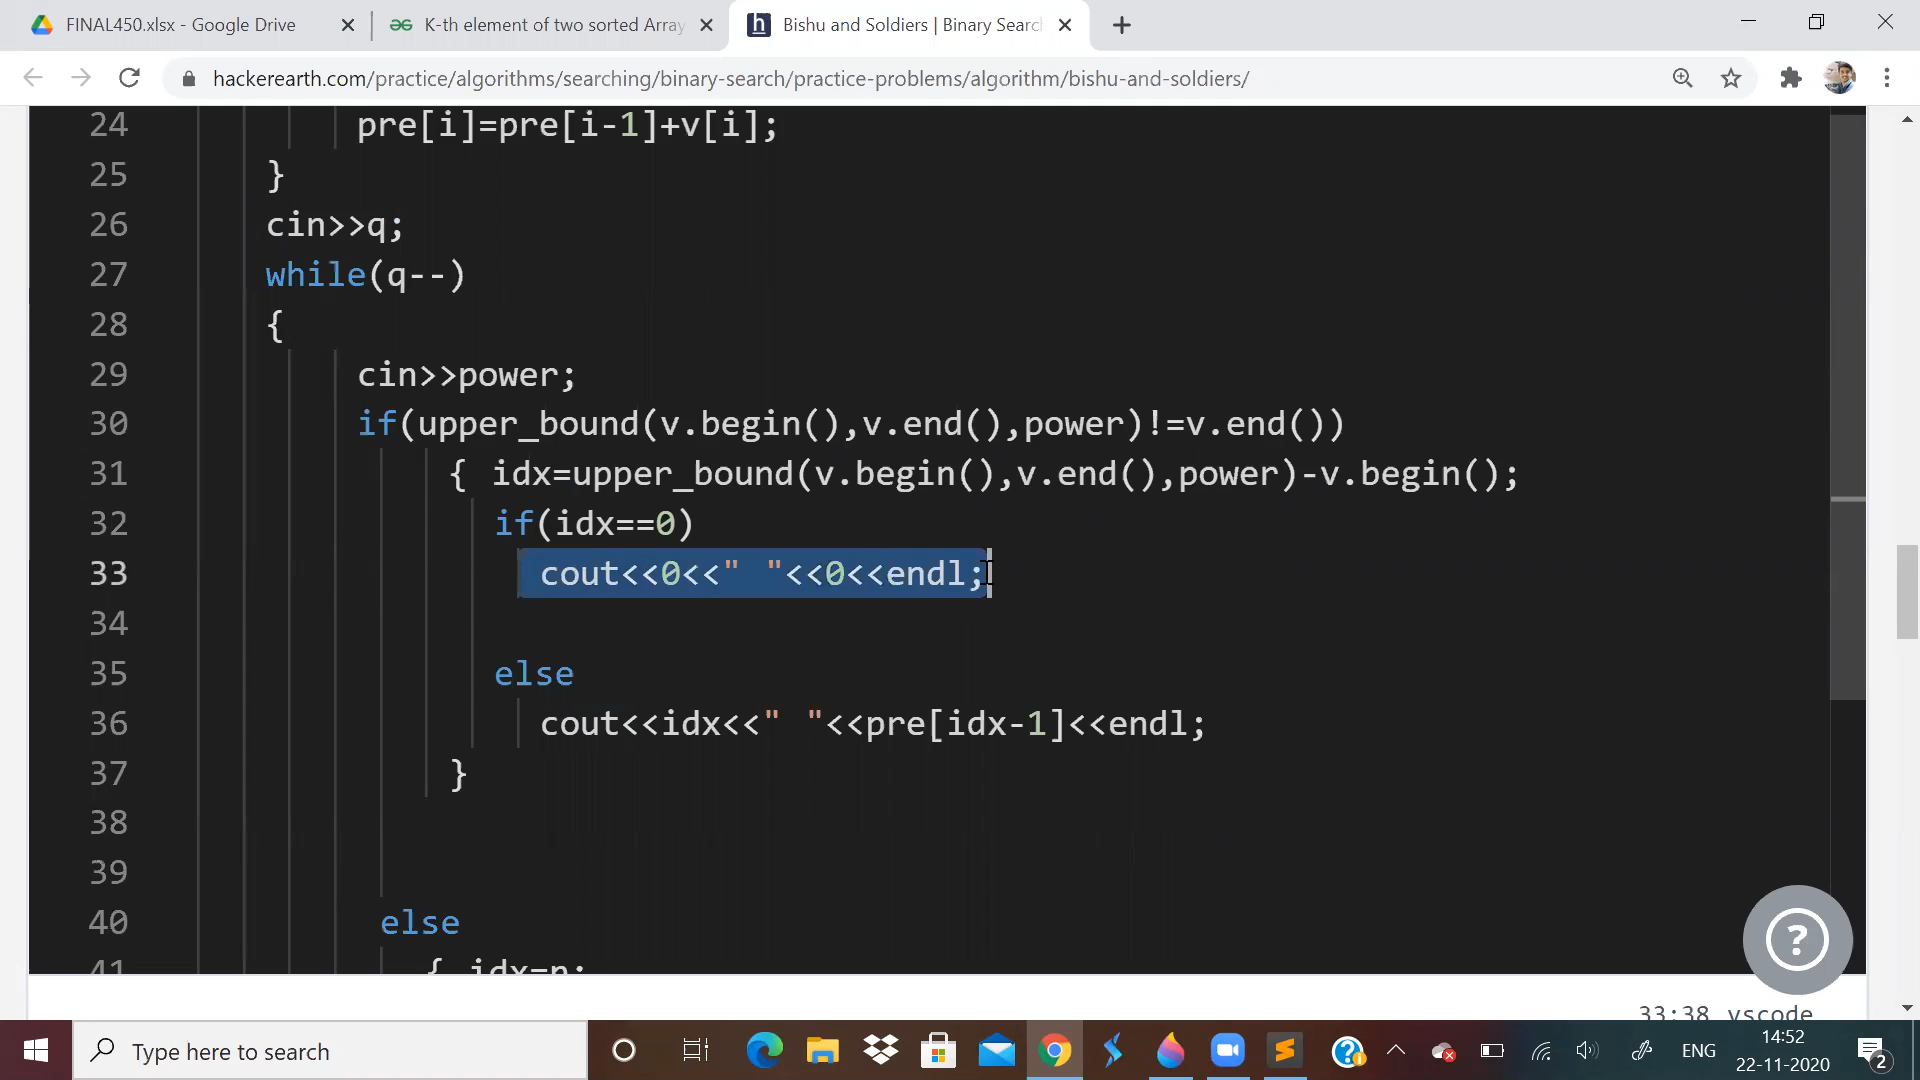 FINAL450.xlsx - Google Drive
K-th element of two sorted Array
h
Bishu and Soldiers | Binary Searc
hackerearth.com/practice/algorithms/searching/binary-search/practice-problems/algorithm/bishu-and-soldiers/
24 pre[i]=pre[i-1]+v[i];
25 }
26 cin>>q;
27 while(q--)
28 {
29 cin>>power;
30 if(upper_bound(v.begin(),v.end(),power)!=v.end())
31 { idx=upper_bound(v.begin(),v.end(),power)-v.begin();
32 if(idx==0)
33 cout<<0<<" "<<0<<endl;
34
35 else
36 cout<<idx<<" "<<pre[idx-1]<<endl;
37 }
38
39
40 else
41 { idx=n;
?
33:38 vscode
Type here to search
ENG
14:52
22-11-2020
2